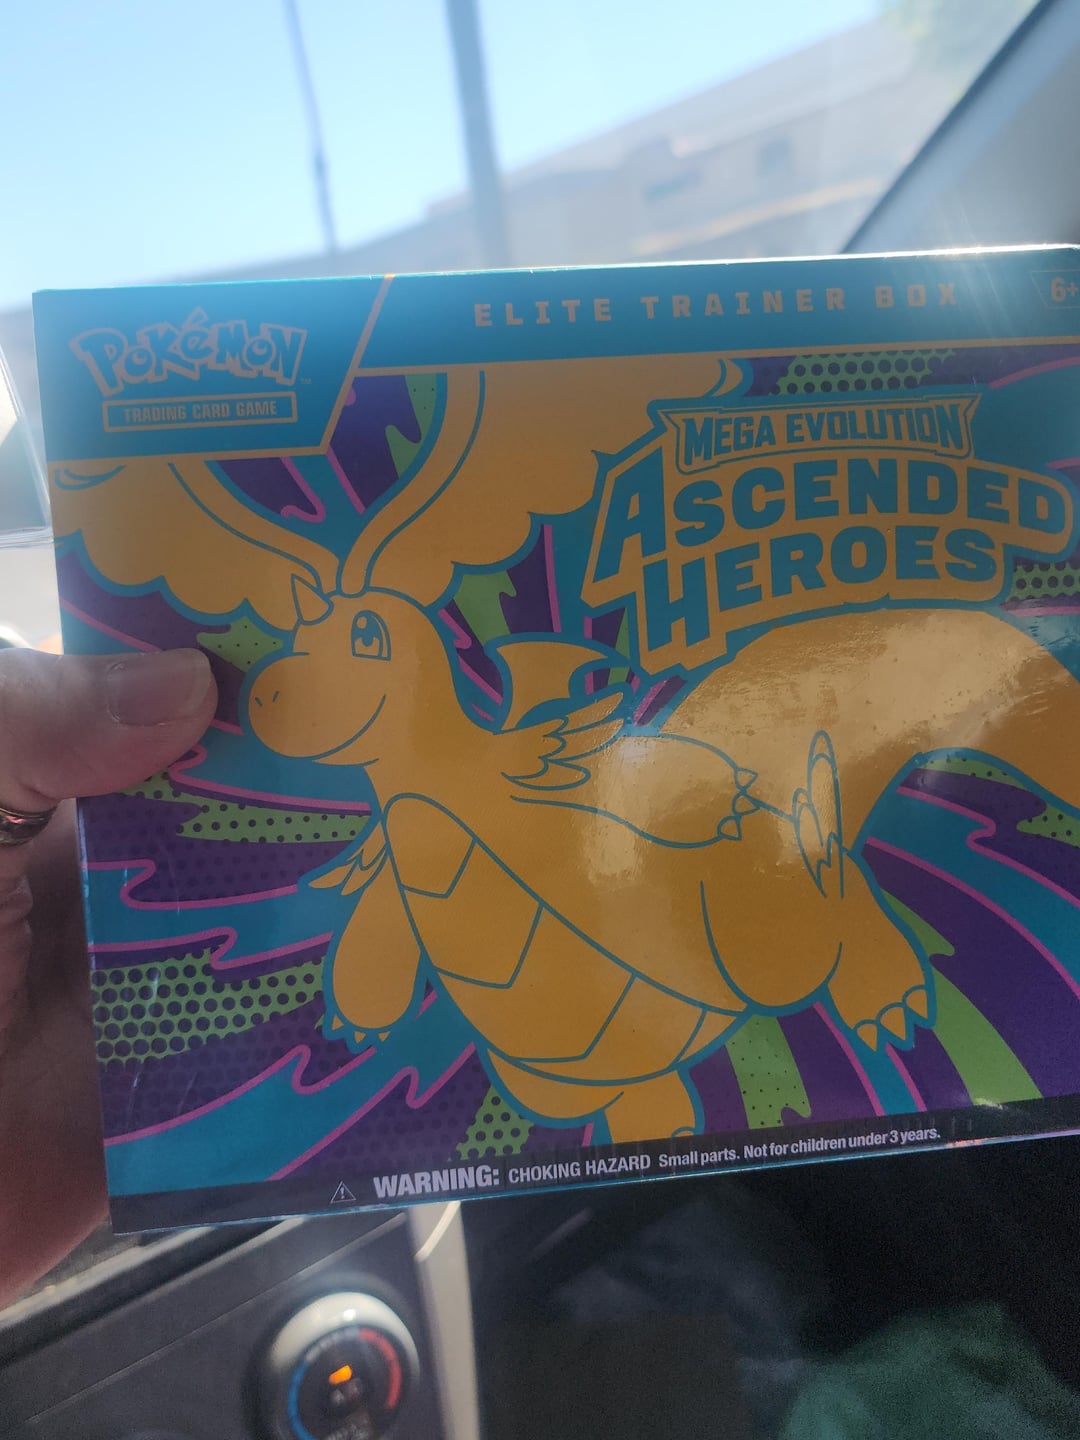 POKÉMON
TRADING CARD GAME
ELITE TRAINER BOX
6+
MEGA EVOLUTION
ASCENDED
HEROES
WARNING: CHOKING HAZARD Small parts. Not for children under 3 years.